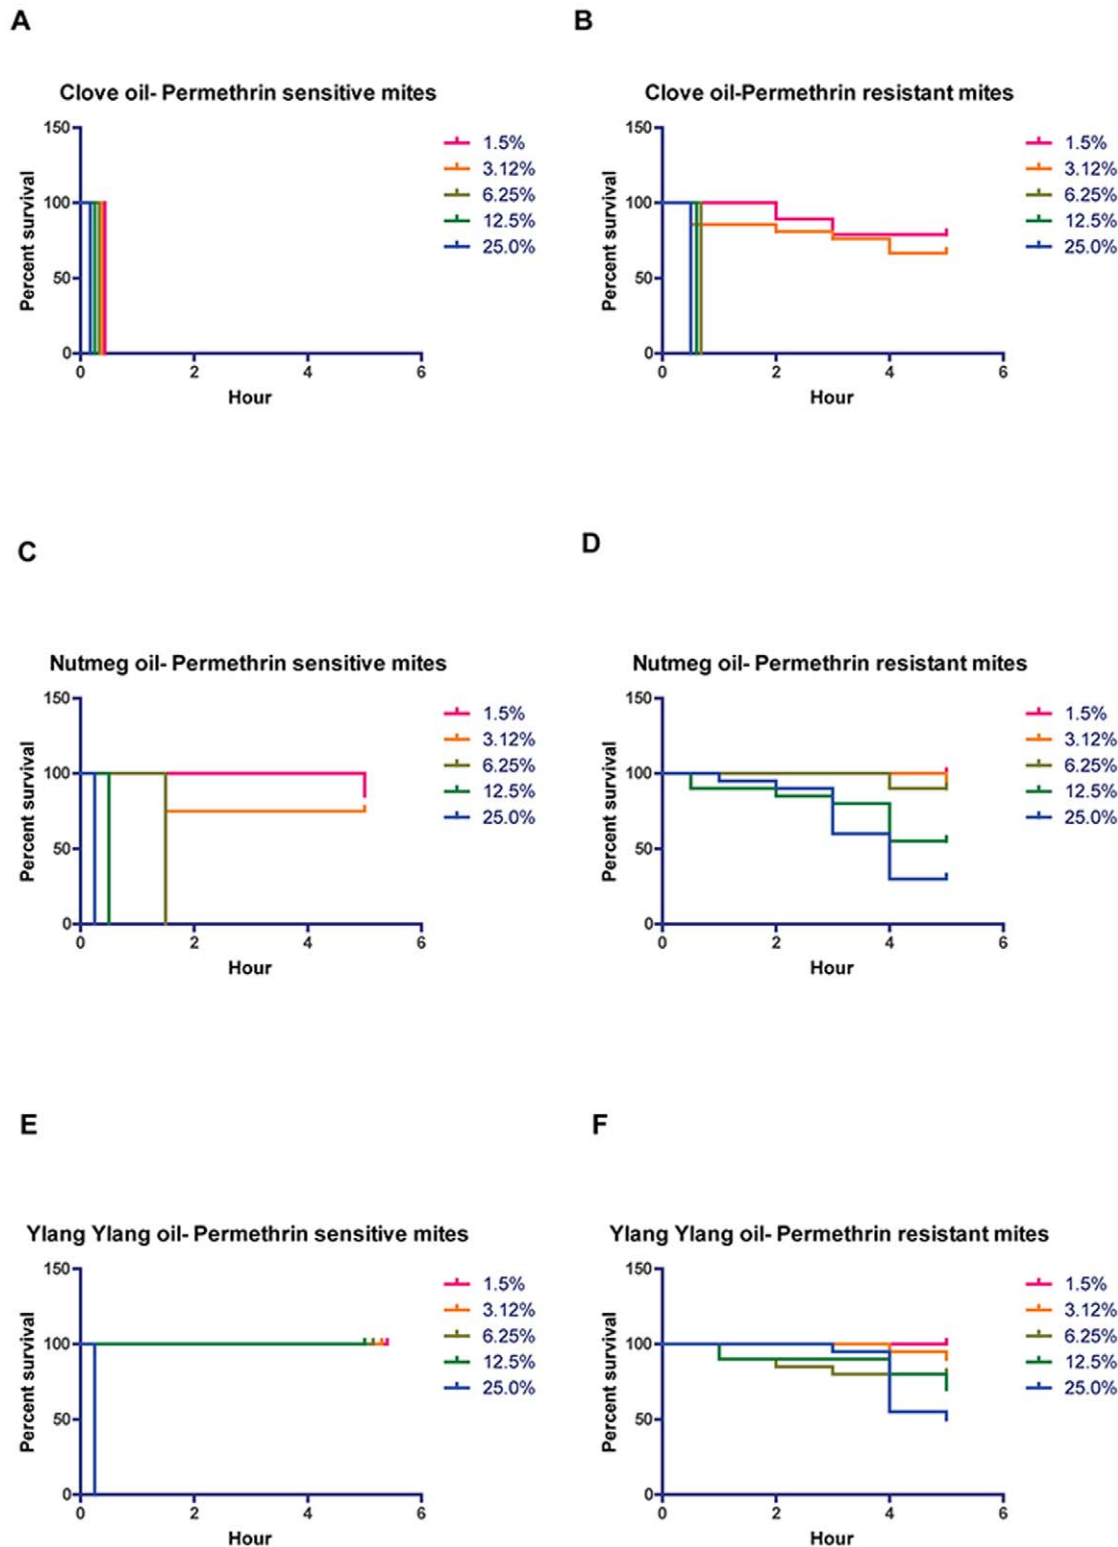 A
B
Clove oil- Permethrin sensitive mites
Clove oil-Permethrin resistant mites
150
100
50
0
0 2 4 6
Percent survival
Hour
1.5%
3.12%
6.25%
12.5%
25.0%
150
100
50
0
0 2 4 6
Percent survival
Hour
1.5%
3.12%
6.25%
12.5%
25.0%
C
D
Nutmeg oil- Permethrin sensitive mites
Nutmeg oil- Permethrin resistant mites
150
100
50
0
0 2 4 6
Percent survival
Hour
1.5%
3.12%
6.25%
12.5%
25.0%
150
100
50
0
0 2 4 6
Percent survival
Hour
1.5%
3.12%
6.25%
12.5%
25.0%
E
F
Ylang Ylang oil- Permethrin sensitive mites
Ylang Ylang oil- Permethrin resistant mites
150
100
50
0
0 2 4 6
Percent survival
Hour
1.5%
3.12%
6.25%
12.5%
25.0%
150
100
50
0
0 2 4 6
Percent survival
Hour
1.5%
3.12%
6.25%
12.5%
25.0%